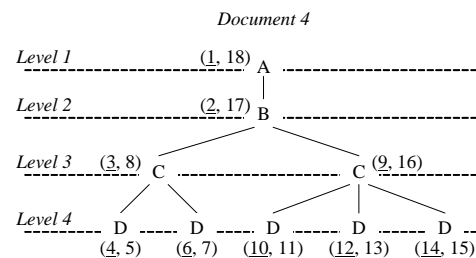 Document 4
Level 1 (1, 18) A
Level 2 (2, 17) B
Level 3 (3, 8) C C (9, 16)
Level 4 D D D D D
(4, 5) (6, 7) (10, 11) (12, 13) (14, 15)